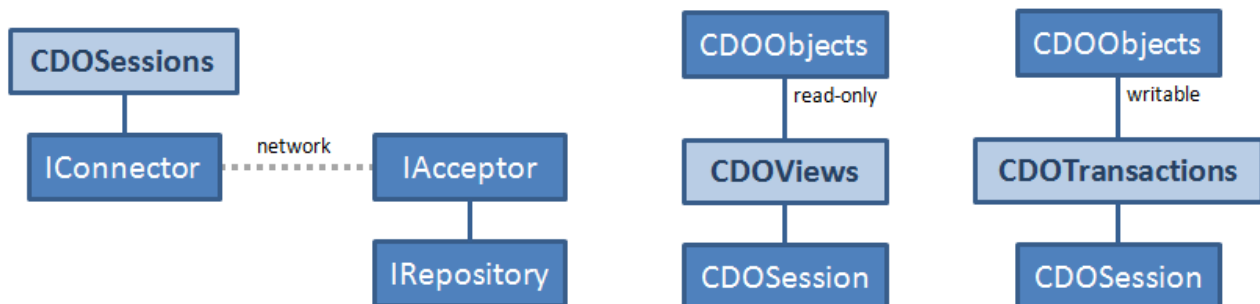 CDOSessions
IConnector
network
IAcceptor
IRepository
CDOObjects
read-only
CDOViews
CDOSession
CDOObjects
writable
CDOTransactions
CDOSession